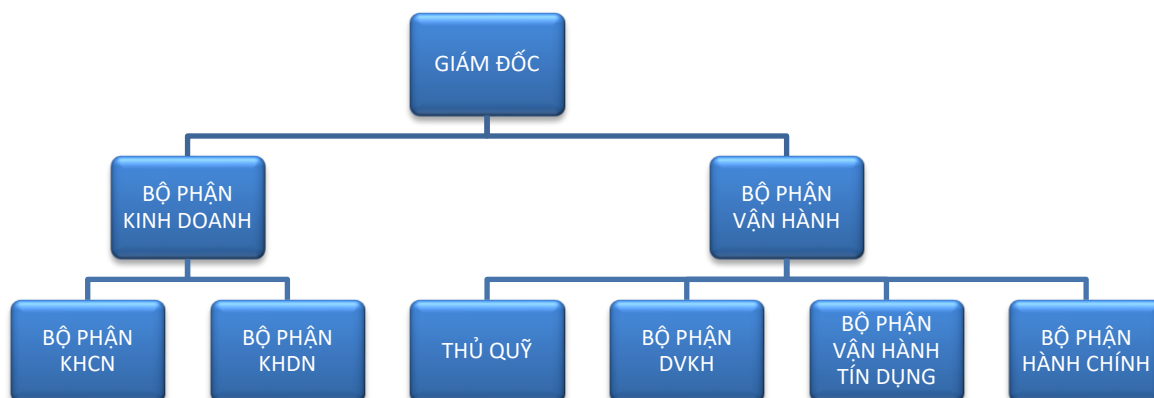 GIÁM ĐỐC
BỘ PHẬN
KINH DOANH
BỘ PHẬN
VẬN HÀNH
BỘ PHẬN
KHCN
BỘ PHẬN
KHDN
THỦ QUỸ
BỘ PHẬN
DVKH
BỘ PHẬN
VẬN HÀNH
TÍN DỤNG
BỘ PHẬN
HÀNH CHÍNH